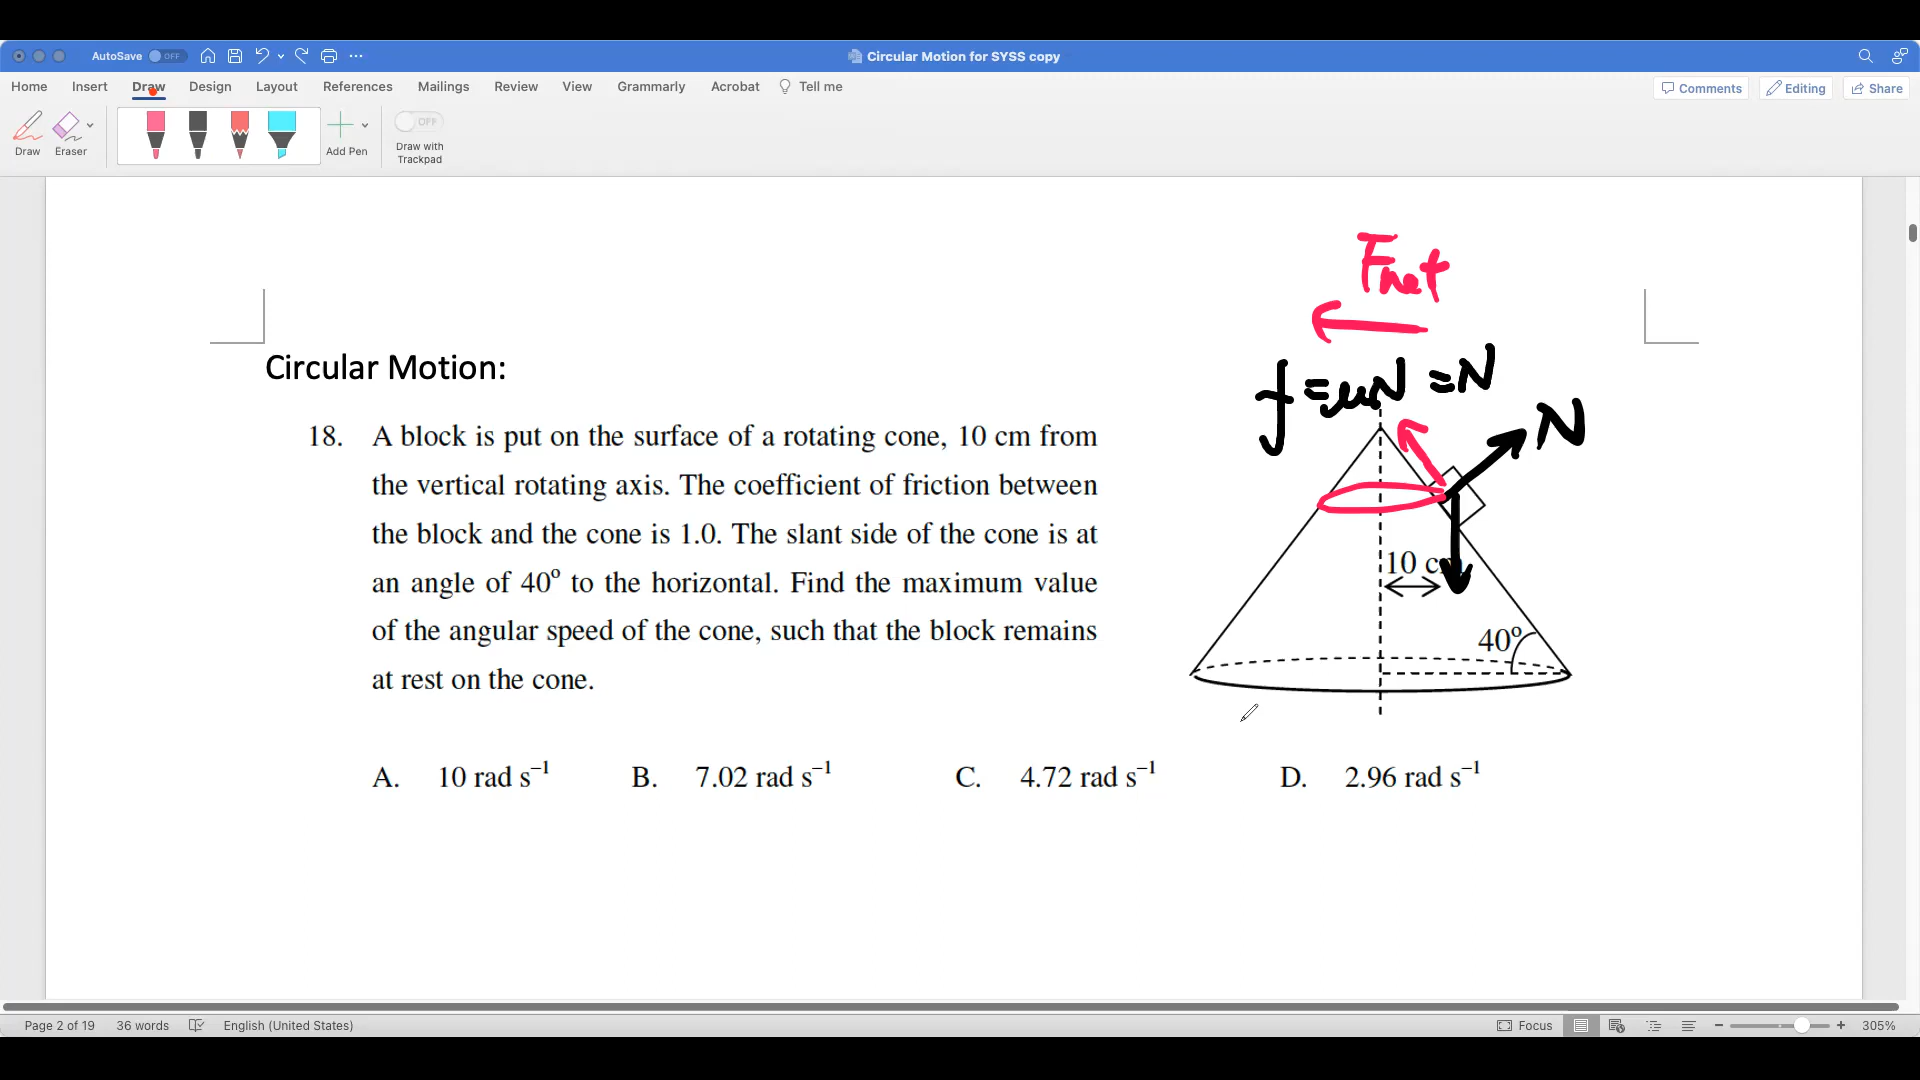 AutoSave OFF Circular Motion for SYSS copy
Home Insert Draw Design Layout References Mailings Review View Grammarly Acrobat Tell me Comments Editing Share
Draw Eraser Add Pen OFF Draw with Trackpad
Fnet
f = μN = N
N
Circular Motion:
18. A block is put on the surface of a rotating cone, 10 cm from
the vertical rotating axis. The coefficient of friction between
the block and the cone is 1.0. The slant side of the cone is at
an angle of 40° to the horizontal. Find the maximum value
of the angular speed of the cone, such that the block remains
at rest on the cone.
10 cm
40°
A. 10 rad s⁻¹ B. 7.02 rad s⁻¹ C. 4.72 rad s⁻¹ D. 2.96 rad s⁻¹
Page 2 of 19 36 words English (United States) Focus 305%